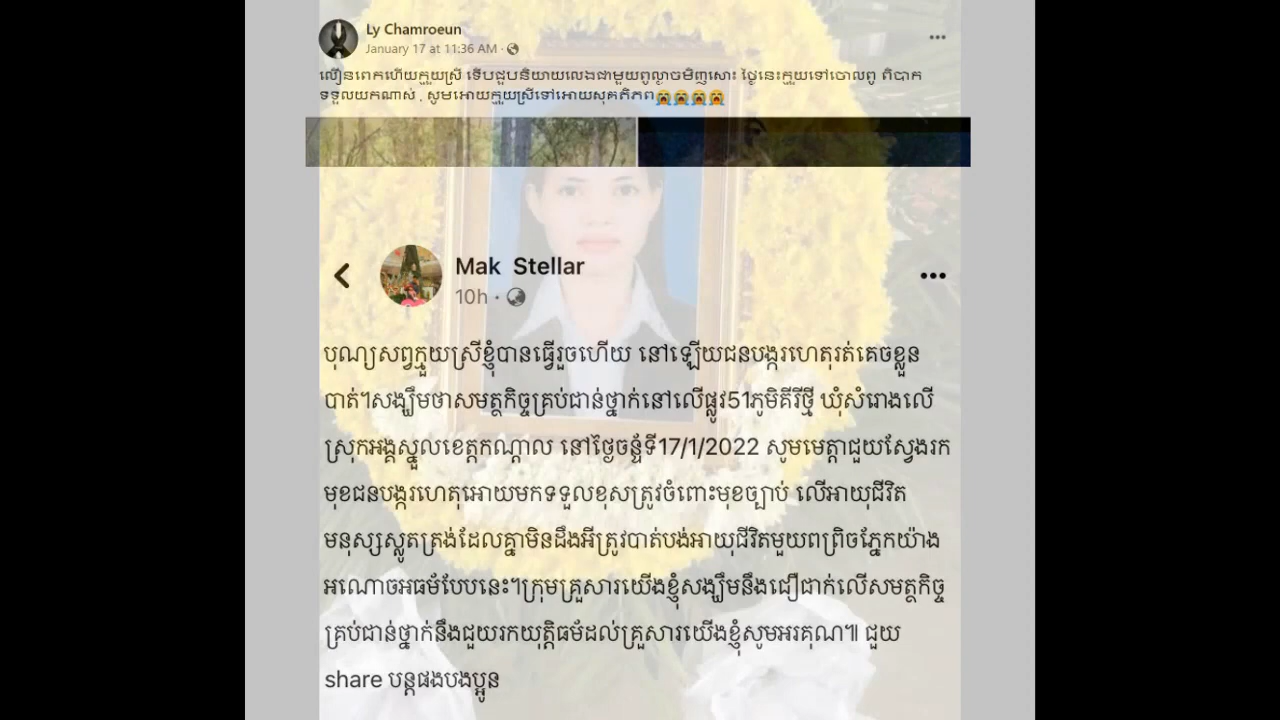 Ly Chamroeun
January 17 at 11:36 AM ·
លឿនពេកហើយក្មួយស្រី ទើបជួបនិយាយលេងជាមួយពូល្ងាចមិញសោះ ថ្ងៃនេះក្មួយទៅចោលពូ ពិបាក
ទទួលយកណាស់ , សូមអោយក្មួយស្រីទៅអោយសុគតិភព😭😭😭😭
Mak Stellar
10h ·
បុណ្យសព្វក្មួយស្រីខ្ញុំបានធ្វើរួចហើយ នៅឡើយជនបង្ករហេតុរត់គេចខ្លួន
បាត់។សង្ឃឹមថាសមត្ថកិច្ចគ្រប់ជាន់ថ្នាក់នៅលើផ្លូវ51ភូមិគីរីថ្មី ឃុំសំរោងលើ
ស្រុកអង្គស្នួលខេត្តកណ្តាល នៅថ្ងៃចន្ទ័ទី17/1/2022 សូមមេត្តាជួយស្វែងរក
មុខជនបង្ករហេតុអោយមកទទួលខុសត្រូវចំពោះមុខច្បាប់ លើអាយុជីវិត
មនុស្សស្លូតត្រង់ដែលគ្នាមិនដឹងអីត្រូវបាត់បង់អាយុជីវិតមួយពព្រិចភ្នែកយ៉ាង
អណោចអធម័បែបនេះ។ក្រុមគ្រួសារយើងខ្ញុំសង្ឃឹមនឹងជឿជាក់លើសមត្ថកិច្ច
គ្រប់ជាន់ថ្នាក់នឹងជួយរកយុត្តិធម័ដល់គ្រួសារយើងខ្ញុំសូមអរគុណ៕ ជួយ
share បន្តផងបងប្អូន